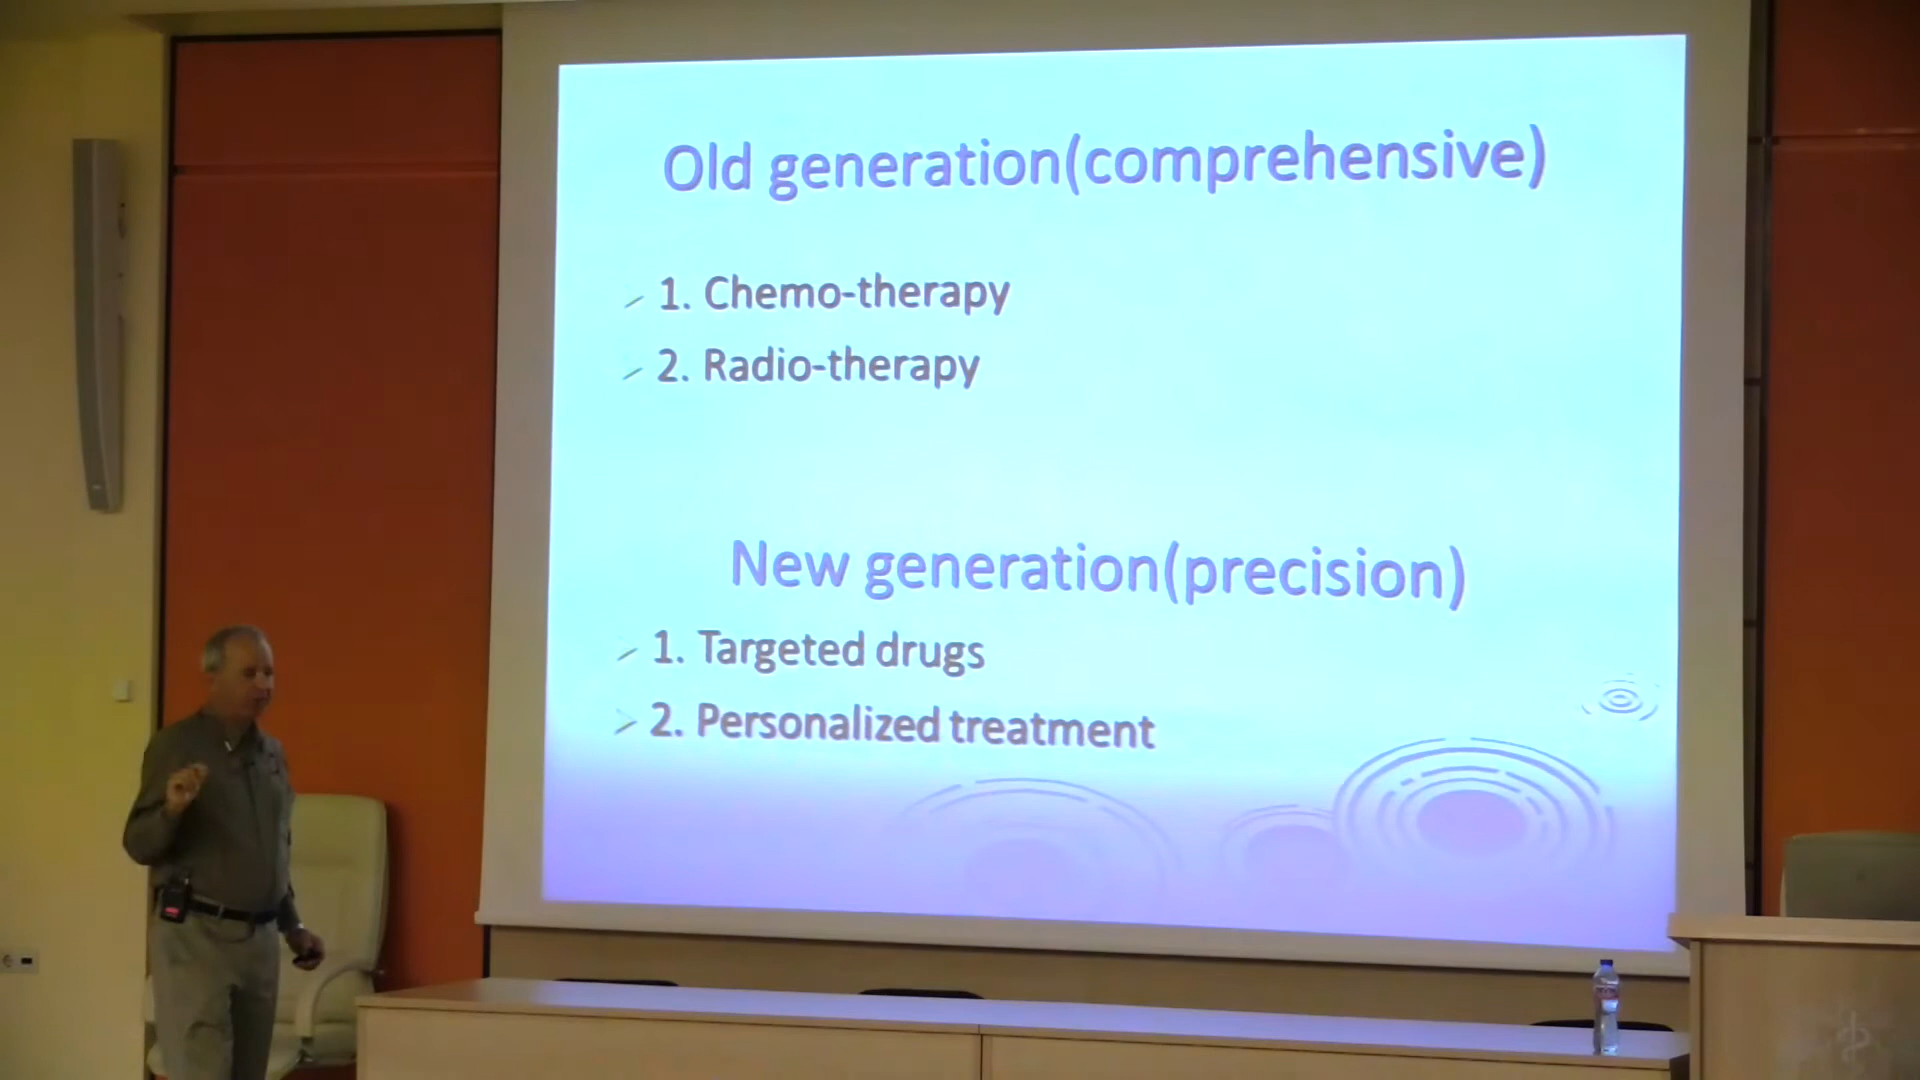 Old generation(comprehensive)
1. Chemo-therapy
2. Radio-therapy
New generation(precision)
1. Targeted drugs
2. Personalized treatment